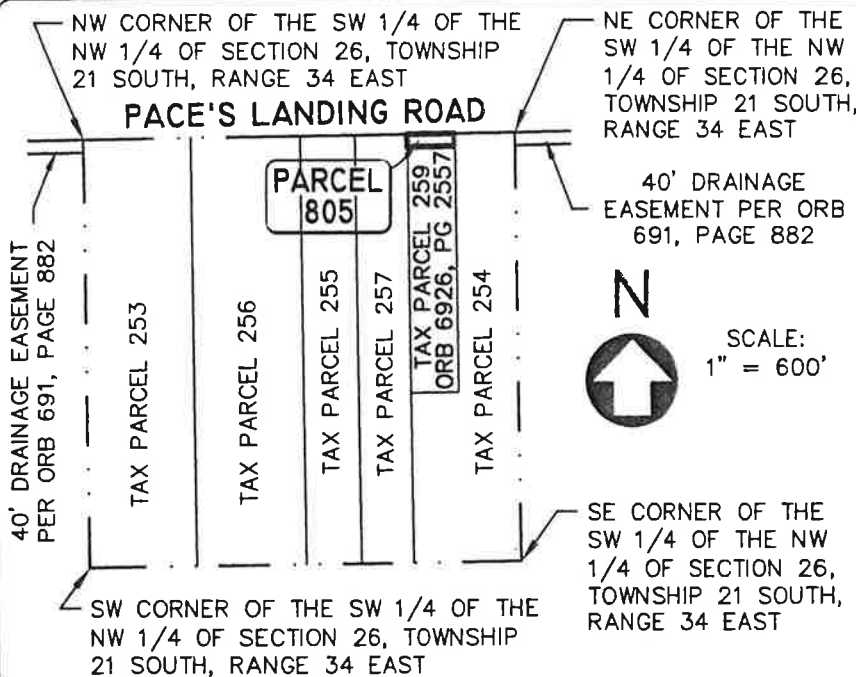 NW CORNER OF THE SW 1/4 OF THE
NW 1/4 OF SECTION 26, TOWNSHIP
21 SOUTH, RANGE 34 EAST
NE CORNER OF THE
SW 1/4 OF THE NW
1/4 OF SECTION 26,
TOWNSHIP 21 SOUTH,
RANGE 34 EAST
PACE'S LANDING ROAD
PARCEL
805
40' DRAINAGE
EASEMENT PER ORB
691, PAGE 882
40' DRAINAGE EASEMENT
PER ORB 691, PAGE 882
TAX PARCEL 253
TAX PARCEL 256
TAX PARCEL 255
TAX PARCEL 257
TAX PARCEL 259
ORB 6926, PG 2557
TAX PARCEL 254
N
SCALE:
1" = 600'
SE CORNER OF THE
SW 1/4 OF THE NW
1/4 OF SECTION 26,
TOWNSHIP 21 SOUTH,
RANGE 34 EAST
SW CORNER OF THE SW 1/4 OF THE
NW 1/4 OF SECTION 26, TOWNSHIP
21 SOUTH, RANGE 34 EAST